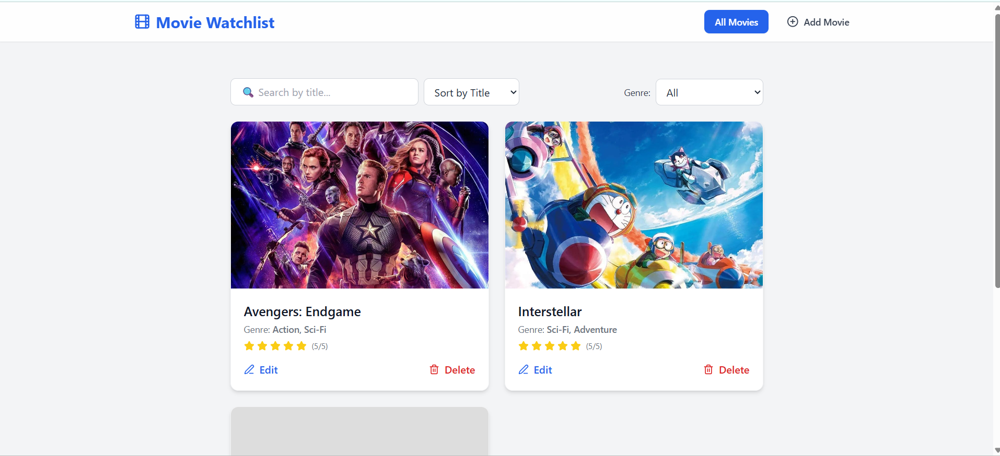 Movie Watchlist
All Movies
Add Movie
🔍 Search by title...
Sort by Title
Genre:
All
Avengers: Endgame
Genre: Action, Sci-Fi
(5/5)
Edit
Delete
Interstellar
Genre: Sci-Fi, Adventure
(5/5)
Edit
Delete